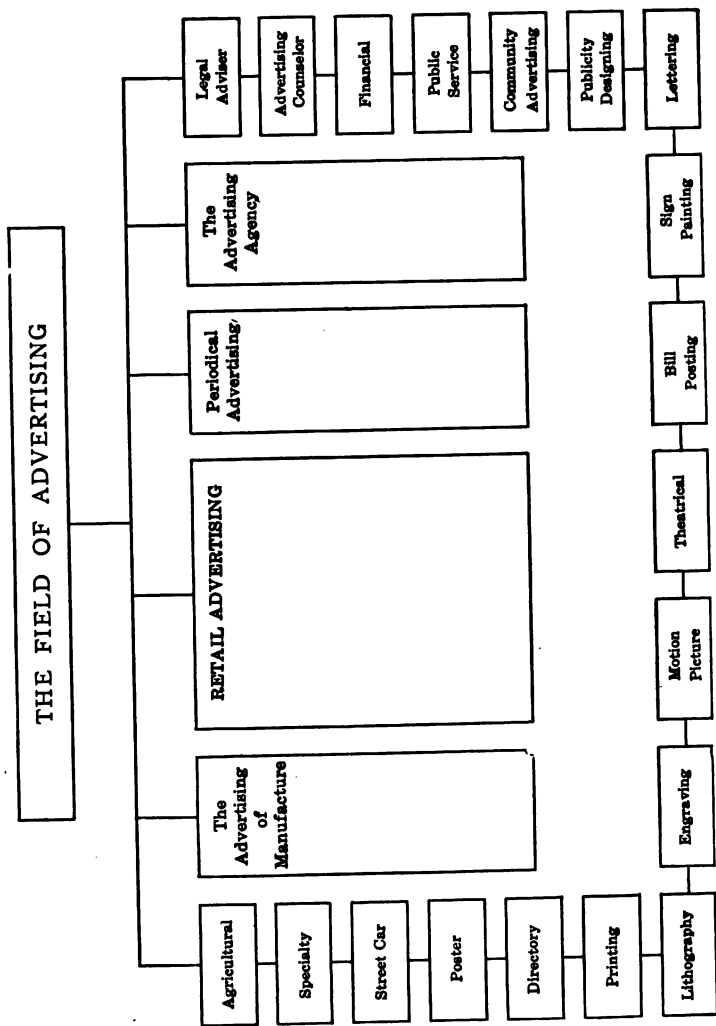 THE FIELD OF ADVERTISING
Agricultural
Specialty
Street Car
Poster
Directory
Printing
Lithography
The
Advertising
of
Manufacture
RETAIL ADVERTISING
Periodical
Advertising,
The
Advertising
Agency
Legal
Adviser
Advertising
Counselor
Financial
Public
Service
Community
Advertising
Publicity
Designing
Lettering
Engraving
Motion
Picture
Theatrical
Bill
Posting
Sign
Painting